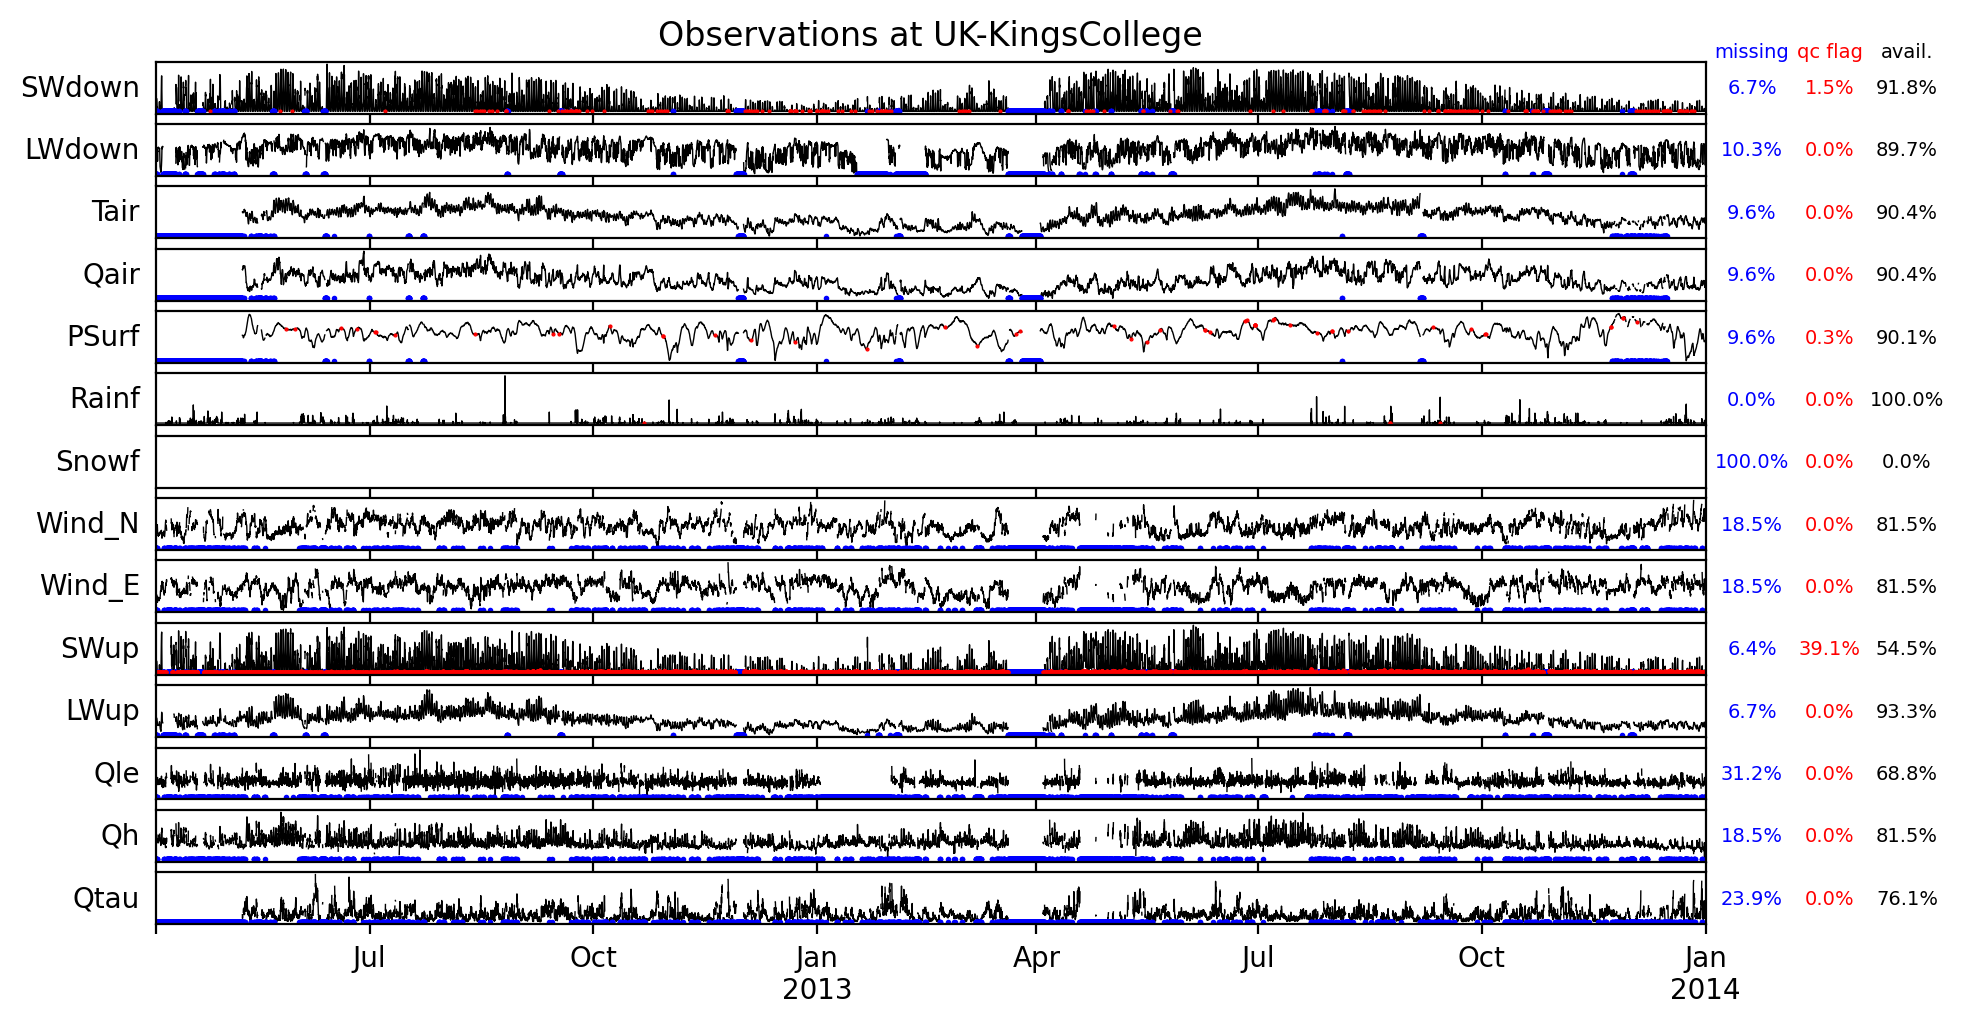 Observations at UK-KingsCollege
missing qc flag avail.
SWdown 6.7% 1.5% 91.8%
LWdown 10.3% 0.0% 89.7%
Tair 9.6% 0.0% 90.4%
Qair 9.6% 0.0% 90.4%
PSurf 9.6% 0.3% 90.1%
Rainf 0.0% 0.0% 100.0%
Snowf 100.0% 0.0% 0.0%
Wind_N 18.5% 0.0% 81.5%
Wind_E 18.5% 0.0% 81.5%
SWup 6.4% 39.1% 54.5%
LWup 6.7% 0.0% 93.3%
Qle 31.2% 0.0% 68.8%
Qh 18.5% 0.0% 81.5%
Qtau 23.9% 0.0% 76.1%
Jul Oct Jan Apr Jul Oct Jan
2013 2014